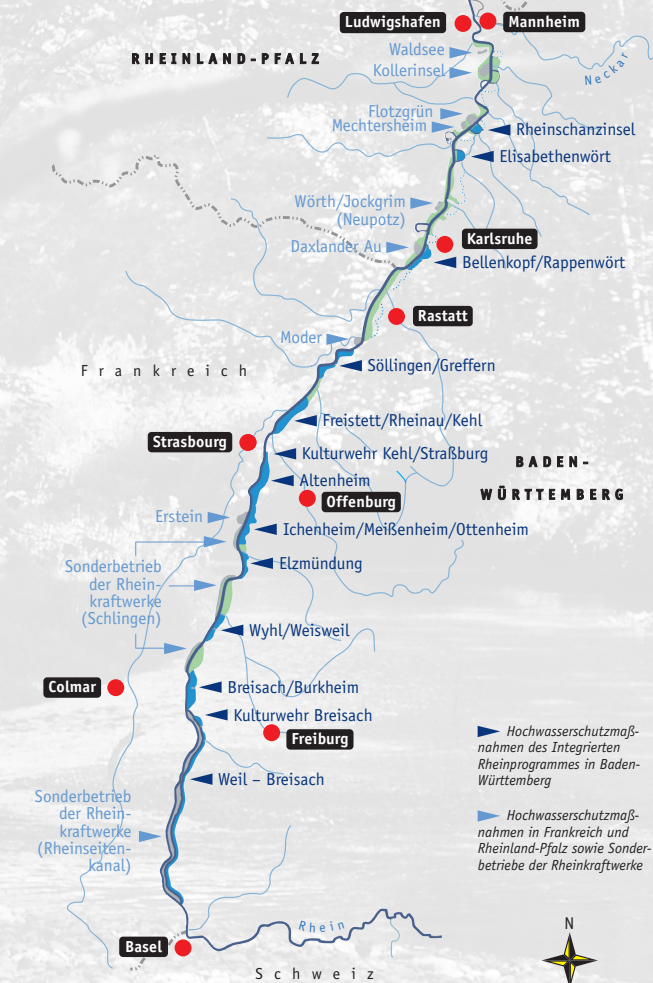 Ludwigshafen
Mannheim
Waldsee
RHEINLAND-PFALZ
Kollerinsel
Neckar
Flotzgrün
Mechtersheim
Rheinschanzinsel
Elisabethenwört
Wörth/Jockgrim
(Neupotz)
Karlsruhe
Daxlander Au
Bellenkopf/Rappenwört
Rastatt
Moder
Söllingen/Greffern
Frankreich
Freistett/Rheinau/Kehl
Strasbourg
Kulturwehr Kehl/Straßburg
BADEN-
WÜRTTEMBERG
Altenheim
Offenburg
Erstein
Ichenheim/Meißenheim/Ottenheim
Elzmündung
Sonderbetrieb
der Rhein-
kraftwerke
(Schlingen)
Wyhl/Weisweil
Colmar
Breisach/Burkheim
Kulturwehr Breisach
Freiburg
Weil – Breisach
Sonderbetrieb
der Rhein-
kraftwerke
(Rheinseiten-
kanal)
Hochwasserschutzmaß-
nahmen des Integrierten
Rheinprogrammes in Baden-
Württemberg
Hochwasserschutzmaß-
nahmen in Frankreich und
Rheinland-Pfalz sowie Sonder-
betriebe der Rheinkraftwerke
Rhein
Basel
Schweiz
N